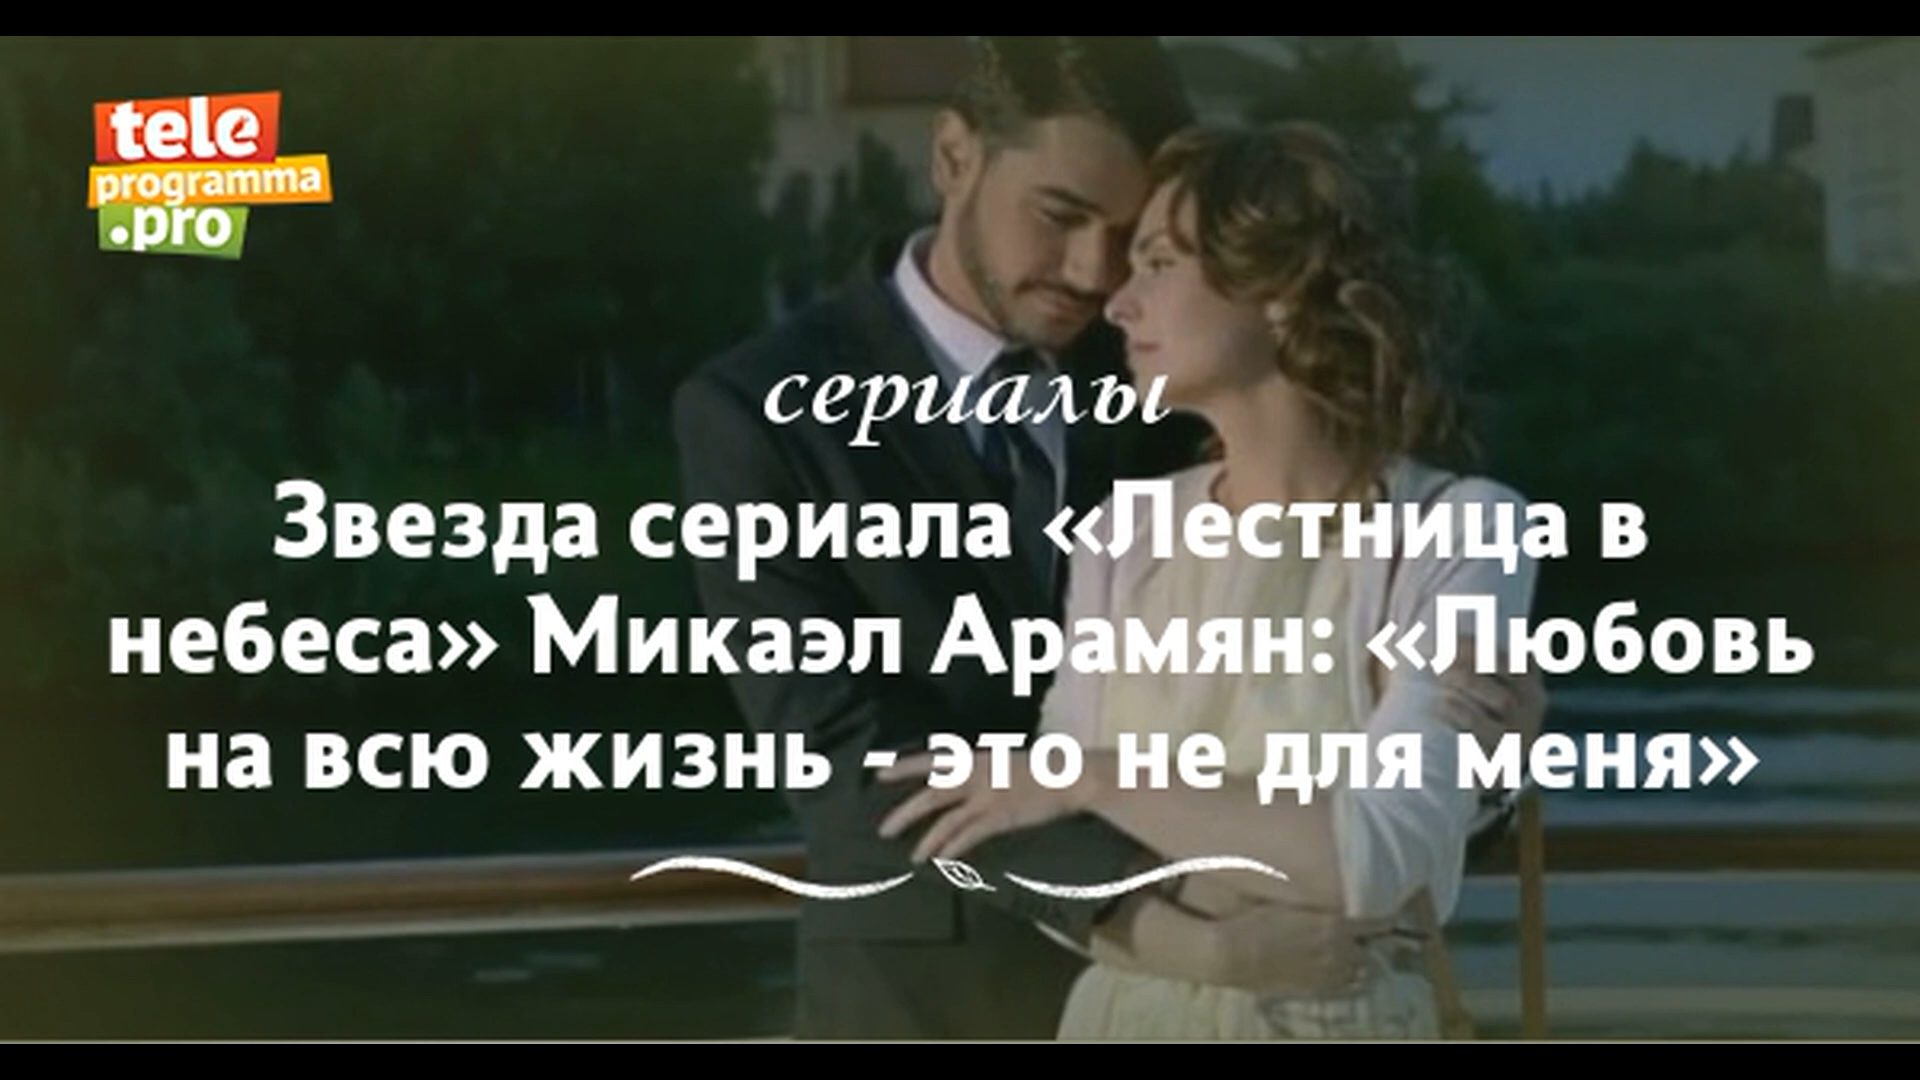 tele
programma
.pro
сериалы
Звезда сериала «Лестница в
небеса» Микаэл Арамян: «Любовь
на всю жизнь - это не для меня»